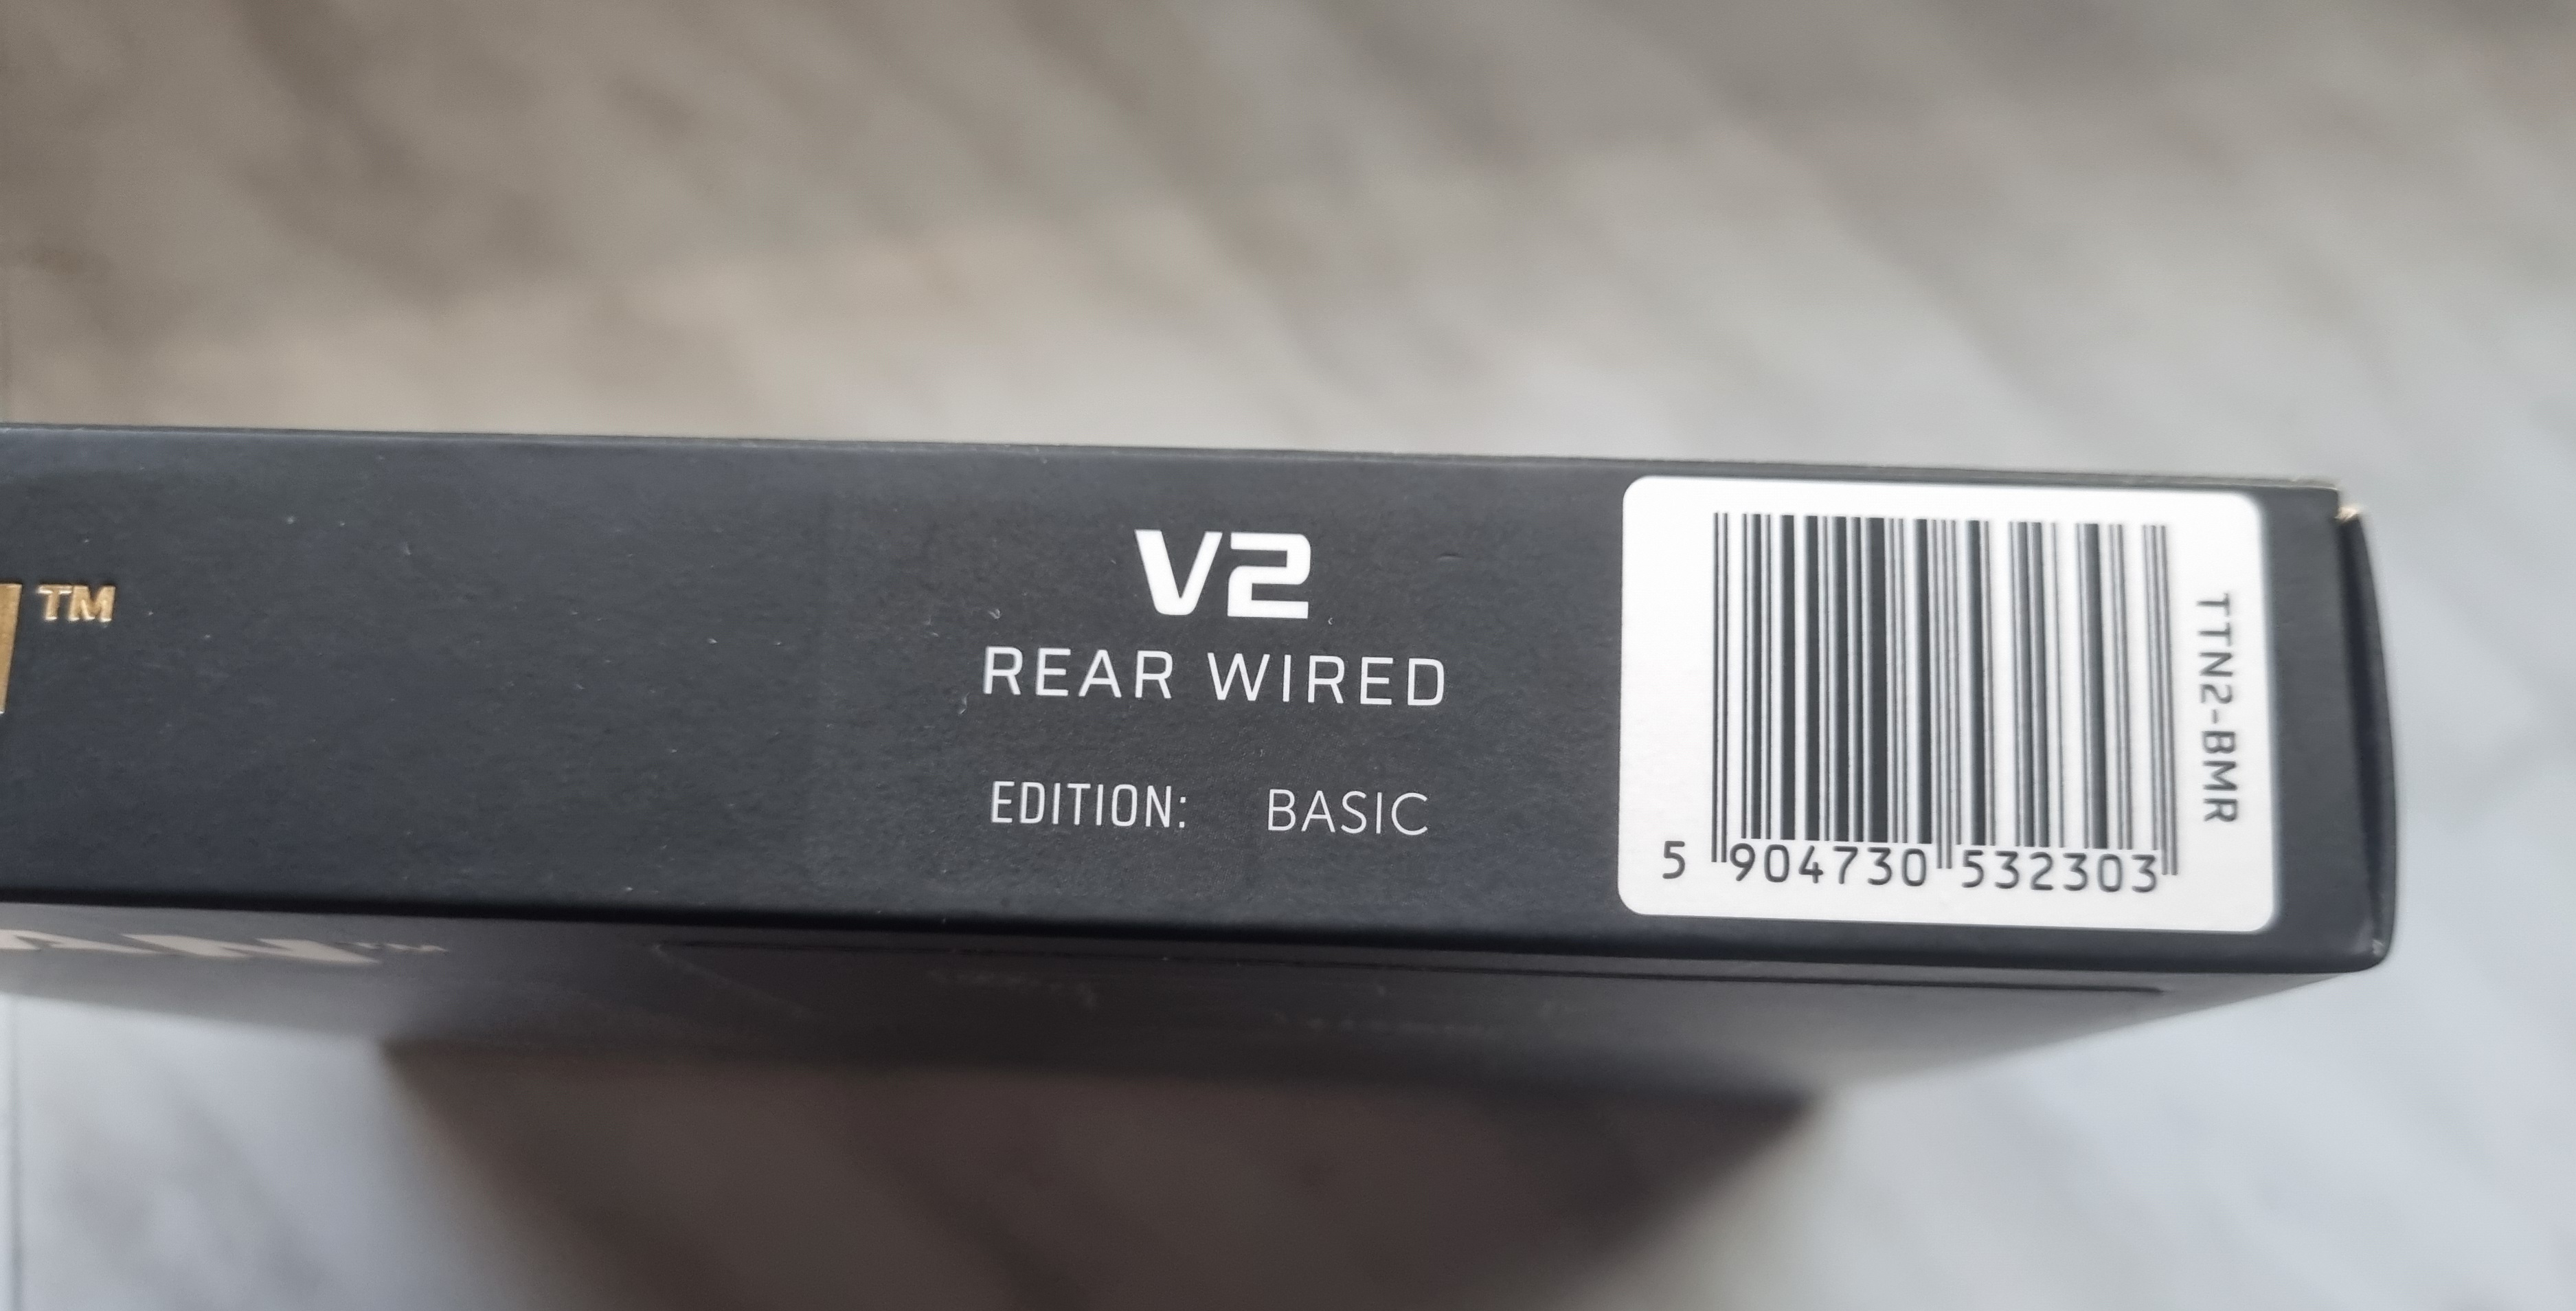 TM
V2
REAR WIRED
EDITION: BASIC
5 904730 532303
TTN2-BMR